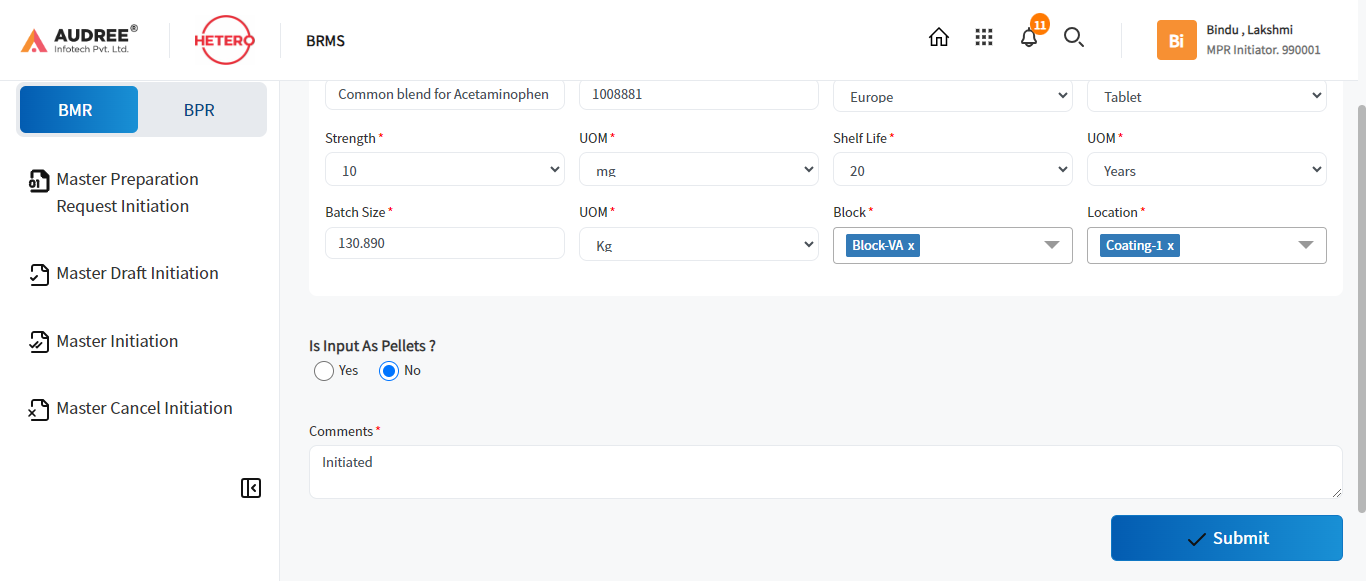 AUDREE®
Infotech Pvt. Ltd.
HETERO
BRMS
11
Bi
Bindu , Lakshmi
MPR Initiator. 990001
BMR
BPR
Master Preparation
Request Initiation
Master Draft Initiation
Master Initiation
Master Cancel Initiation
Common blend for Acetaminophen
1008881
Europe
Tablet
Strength *
UOM *
Shelf Life *
UOM *
10
mg
20
Years
Batch Size *
UOM *
Block *
Location *
130.890
Kg
Block-VA x
Coating-1 x
Is Input As Pellets ?
Yes
No
Comments *
Initiated
Submit